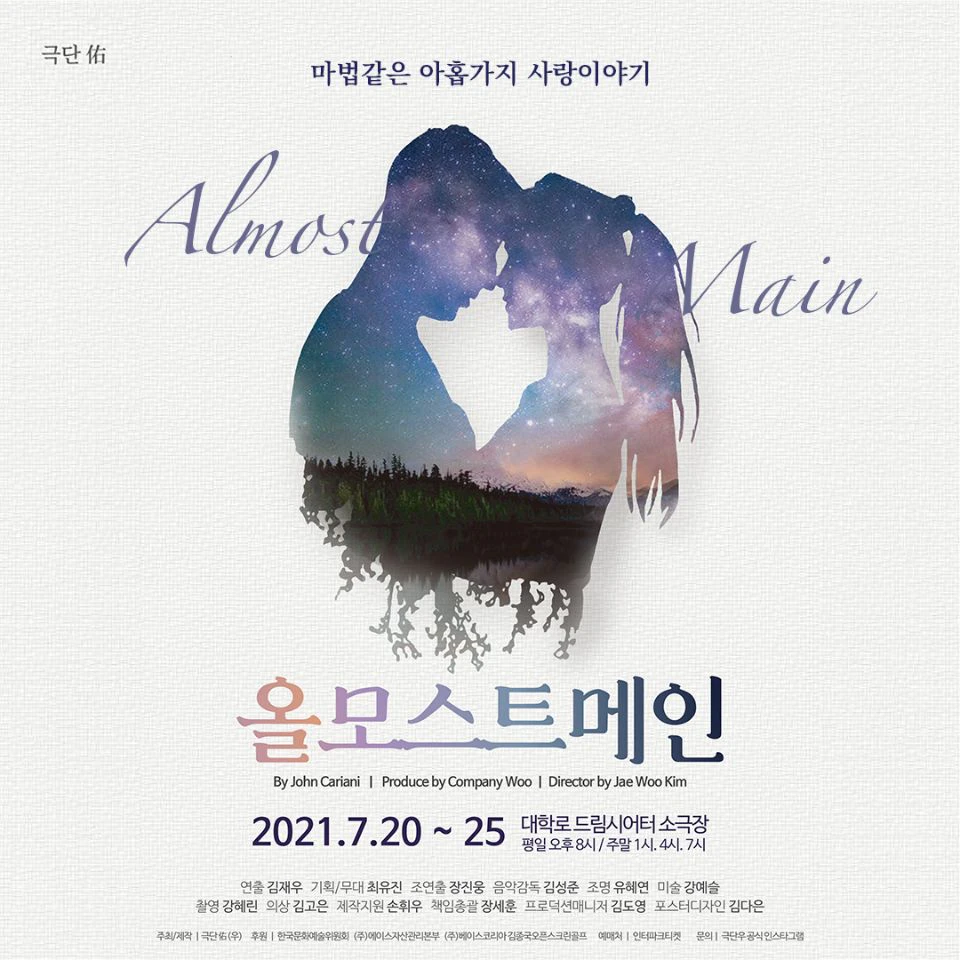 극단 佑
마법같은 아홉가지 사랑이야기
Almost
Main
올모스트메인
By John Cariani | Produce by Company Woo | Director by Jae Woo Kim
2021.7.20 ~ 25
대학로 드림시어터 소극장
평일 오후 8시 / 주말 1시. 4시. 7시
연출 김재우 기획/무대 최유진 조연출 장진웅 음악감독 김성준 조명 유혜연 미술 강예슬
촬영 강혜린 의상 김고은 제작지원 손휘우 책임총괄 장세훈 프로덕션매니저 김도영 포스터디자인 김다은
주최/제작 | 극단 佑 (우) 후원 | 한국문화예술위원회 (주)에이스자산관리본부 (주)베이스코리아 김종국오픈스크린골프 예매처 | 인터파크티켓 문의 | 극단우 공식 인스타그램